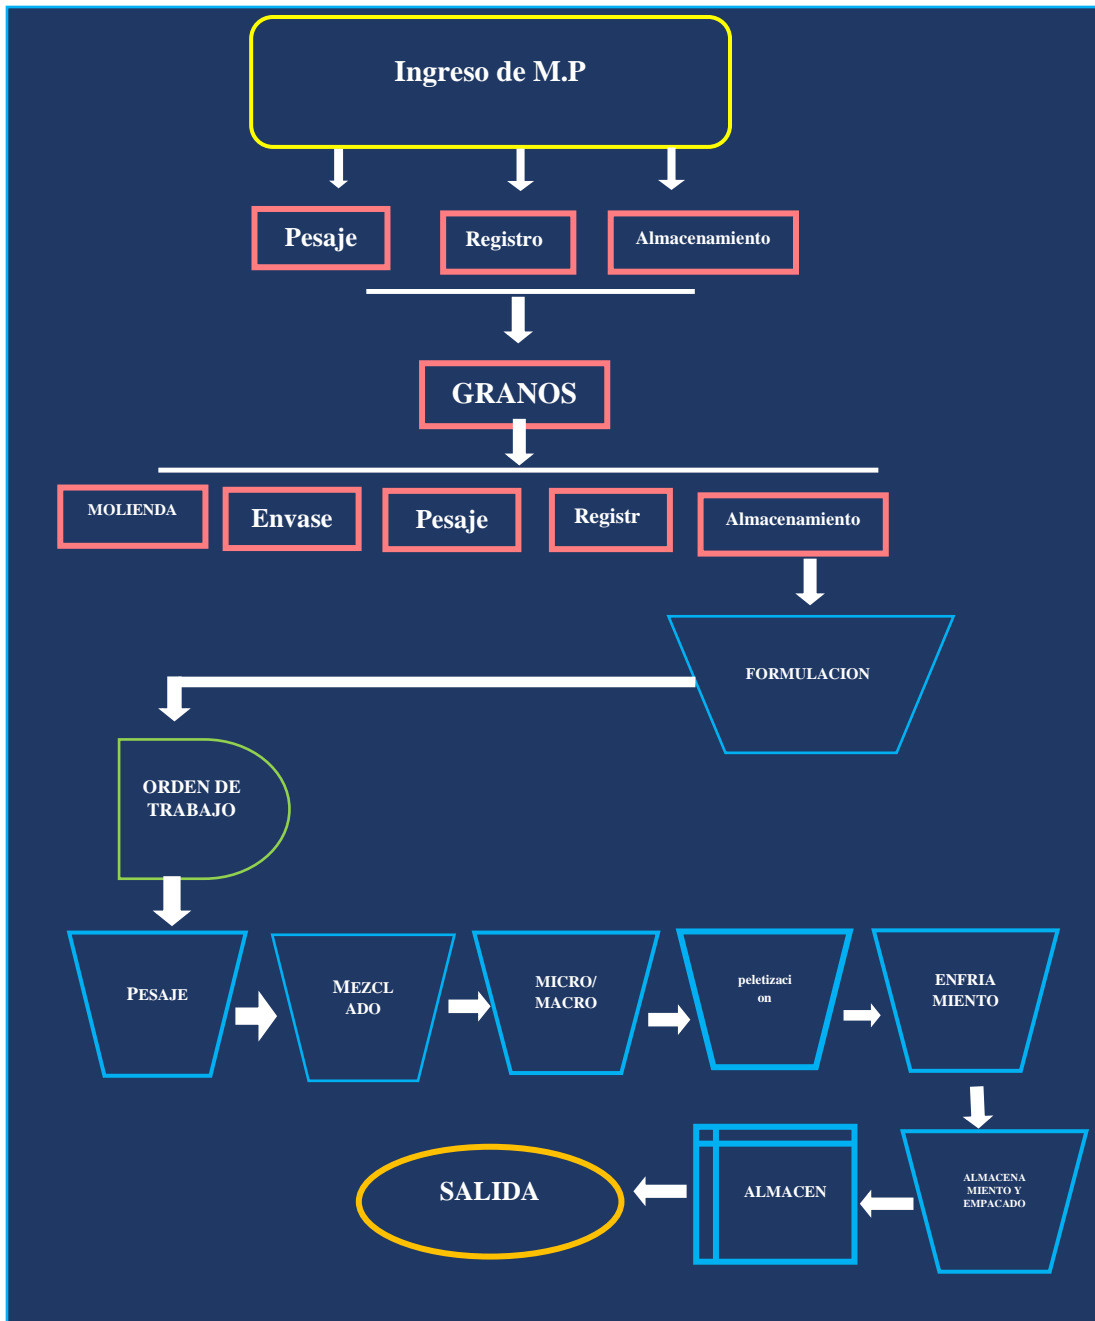 Ingreso de M.P
Pesaje
Registro
Almacenamiento
GRANOS
MOLIENDA
Envase
Pesaje
Registr
Almacenamiento
FORMULACION
ORDEN DE
TRABAJO
PESAJE
MEZCL
ADO
MICRO/
MACRO
peletizaci
on
ENFRIA
MIENTO
ALMACENA
MIENTO Y
EMPACADO
ALMACEN
SALIDA